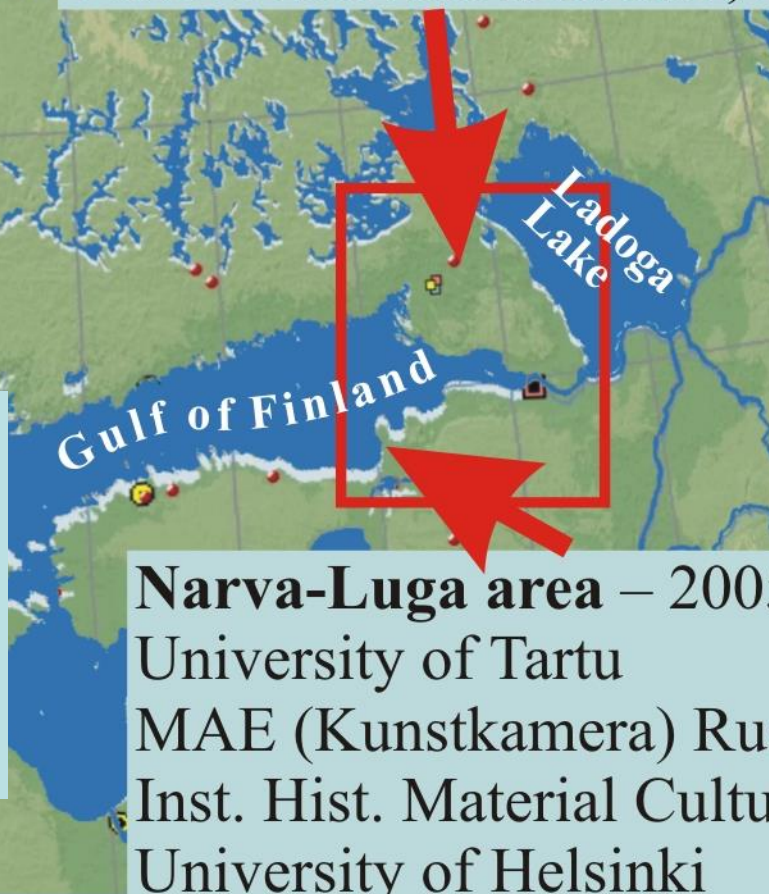 Ladoga
Lake
Gulf of Finland
Narva-Luga area – 200
University of Tartu
MAE (Kunstkamera) Ru
Inst. Hist. Material Cultu
University of Helsinki